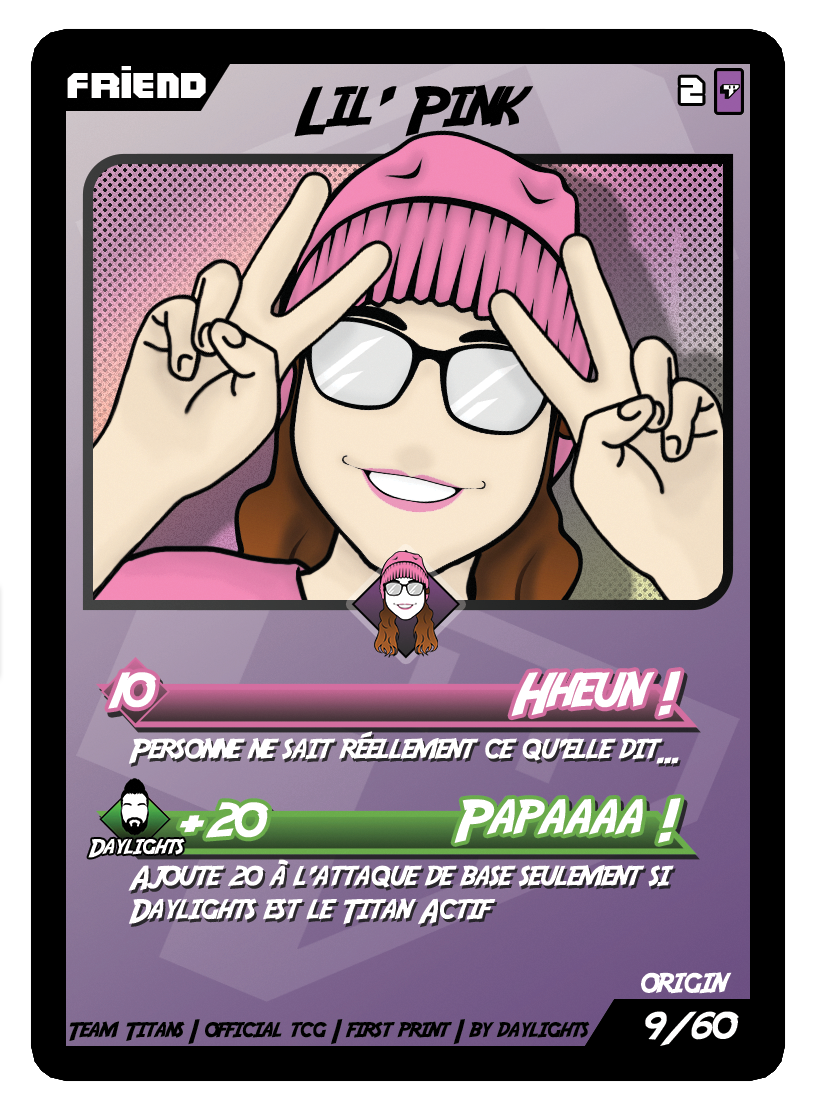 FRiEND
LIL' PINK
2
10
HHEUN !
PERSONNE NE SAIT RÉELLEMENT CE QU'ELLE DIT...
DAYLIGHTS
+20
PAPAAAA !
AJOUTE 20 À L'ATTAQUE DE BASE SEULEMENT SI
DAYLIGHTS EST LE TITAN ACTIF
ORIGIN
TEAM TITANS | OFFICIAL TCG | FIRST PRINT | BY DAYLIGHTS
9/60